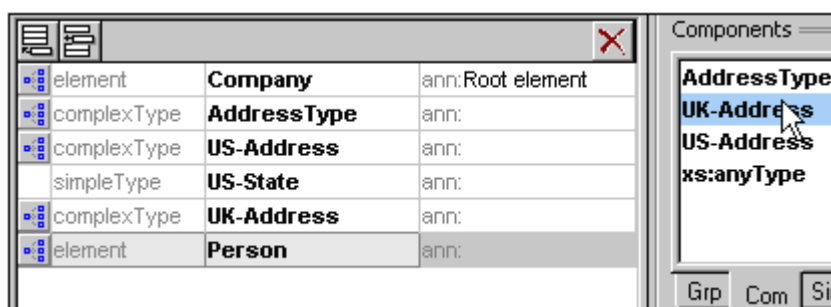 Components
element Company ann:Root element
complexType AddressType ann:
complexType US-Address ann:
simpleType US-State ann:
complexType UK-Address ann:
element Person ann:
AddressType
UK-Address
US-Address
xs:anyType
Grp Com Si